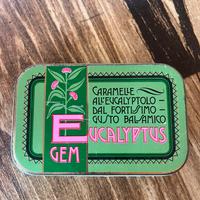 CARAMELLE
ALL'EUCALYPTOLO
DAL FORTISSIMO
GUSTO BALSAMICO
EUCALYPTUS
GEM